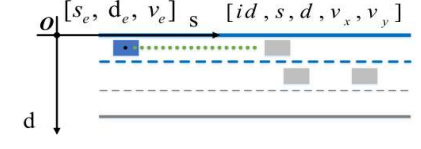 o [s_e, d_e, v_e] s [id, s, d, v_x, v_y]
d